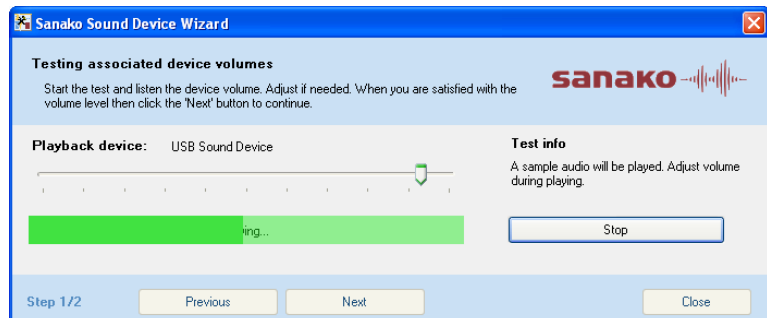 Sanako Sound Device Wizard
Testing associated device volumes
Start the test and listen the device volume. Adjust if needed. When you are satisfied with the
volume level then click the 'Next' button to continue.
sanako
Playback device: USB Sound Device
Test info
A sample audio will be played. Adjust volume
during playing.
ing...
Stop
Step 1/2
Previous
Next
Close